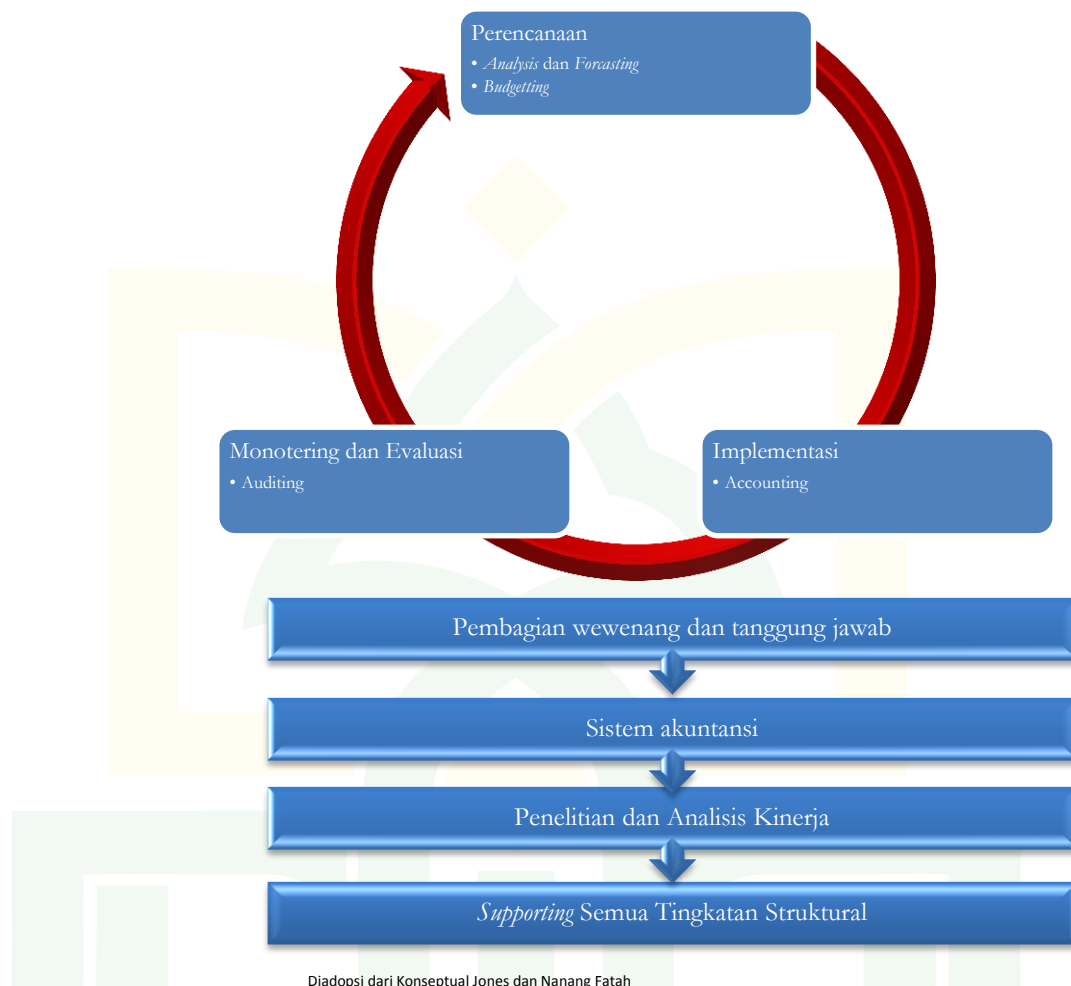 Perencanaan
• Analysis dan Forcasting
• Budgetting
Monotering dan Evaluasi
• Auditing
Implementasi
• Accounting
Pembagian wewenang dan tanggung jawab
Sistem akuntansi
Penelitian dan Analisis Kinerja
Supporting Semua Tingkatan Struktural
Diadopsi dari Konseptual Jones dan Nanang Fatah